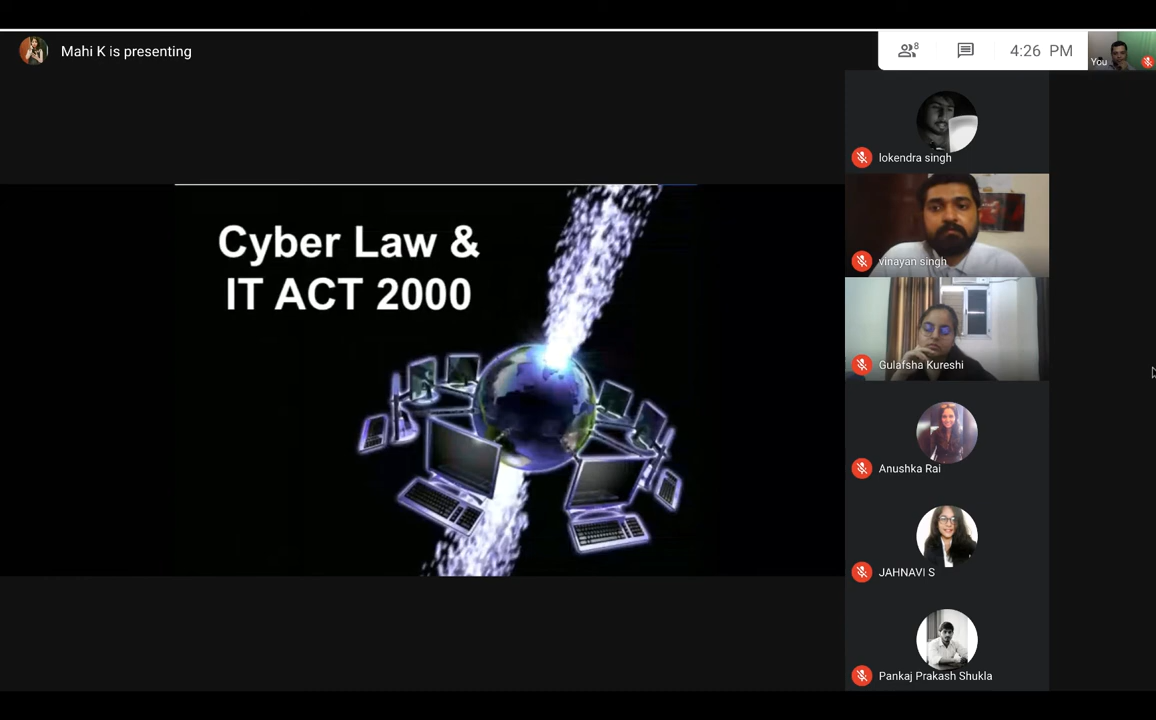 Mahi K is presenting
8
4:26 PM
You
lokendra singh
Cyber Law &
IT ACT 2000
vinayan singh
Gulafsha Kureshi
Anushka Rai
JAHNAVI S
Pankaj Prakash Shukla